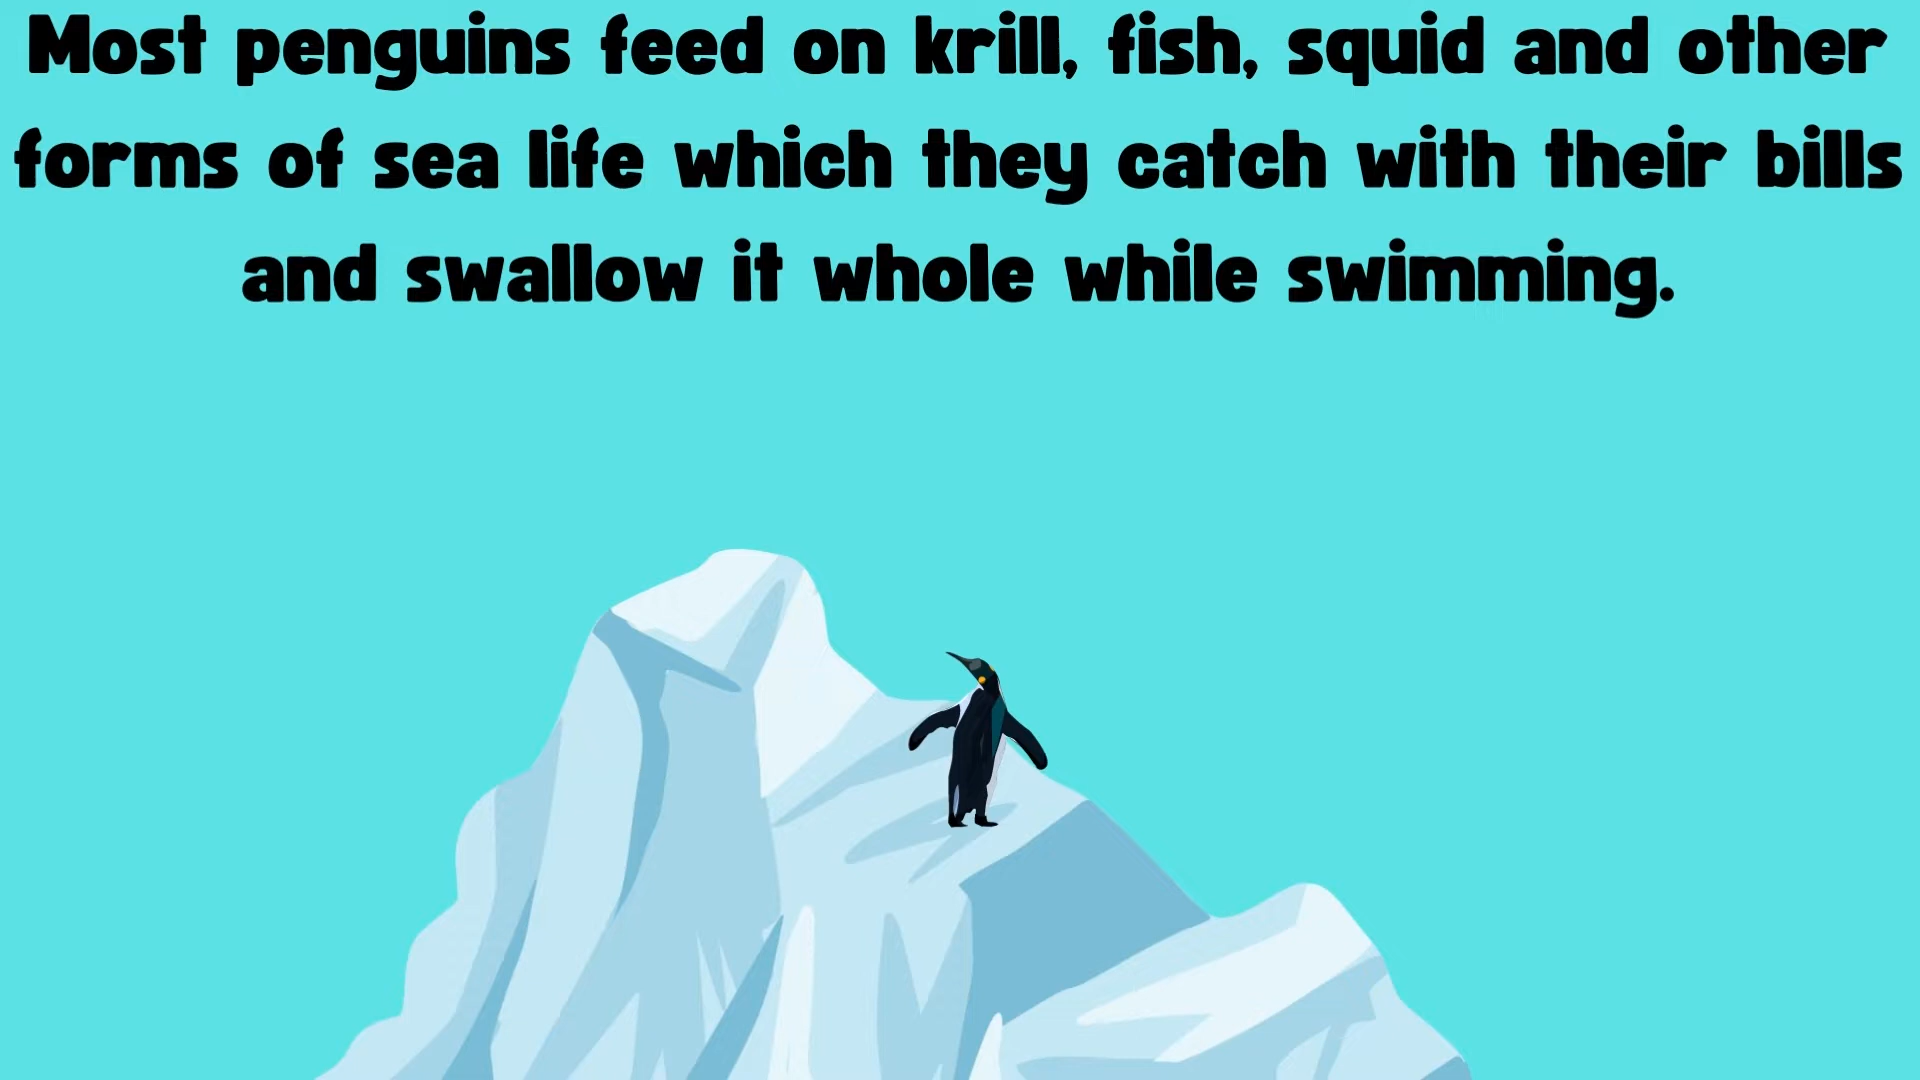 Most penguins feed on krill, fish, squid and other
forms of sea life which they catch with their bills
and swallow it whole while swimming.